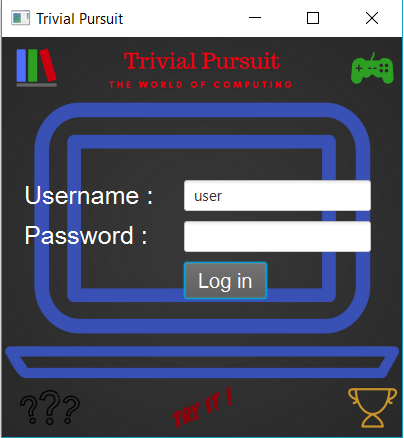 Trivial Pursuit
Trivial Pursuit
THE WORLD OF COMPUTING
Username : user
Password :
Log in
???
TRY IT !